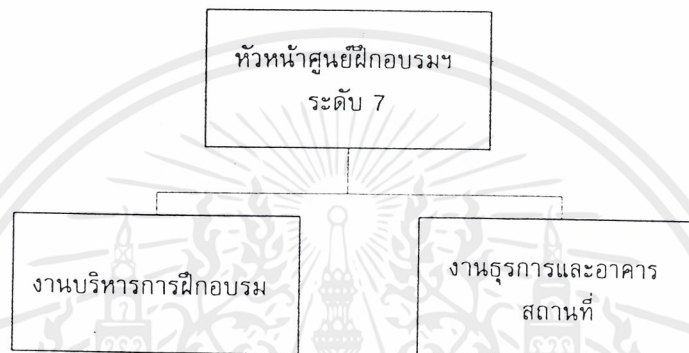 หัวหน้าศูนย์ฝึกอบรมฯ
ระดับ 7
งานบริหารการฝึกอบรม
งานธุรการและอาคาร
สถานที่